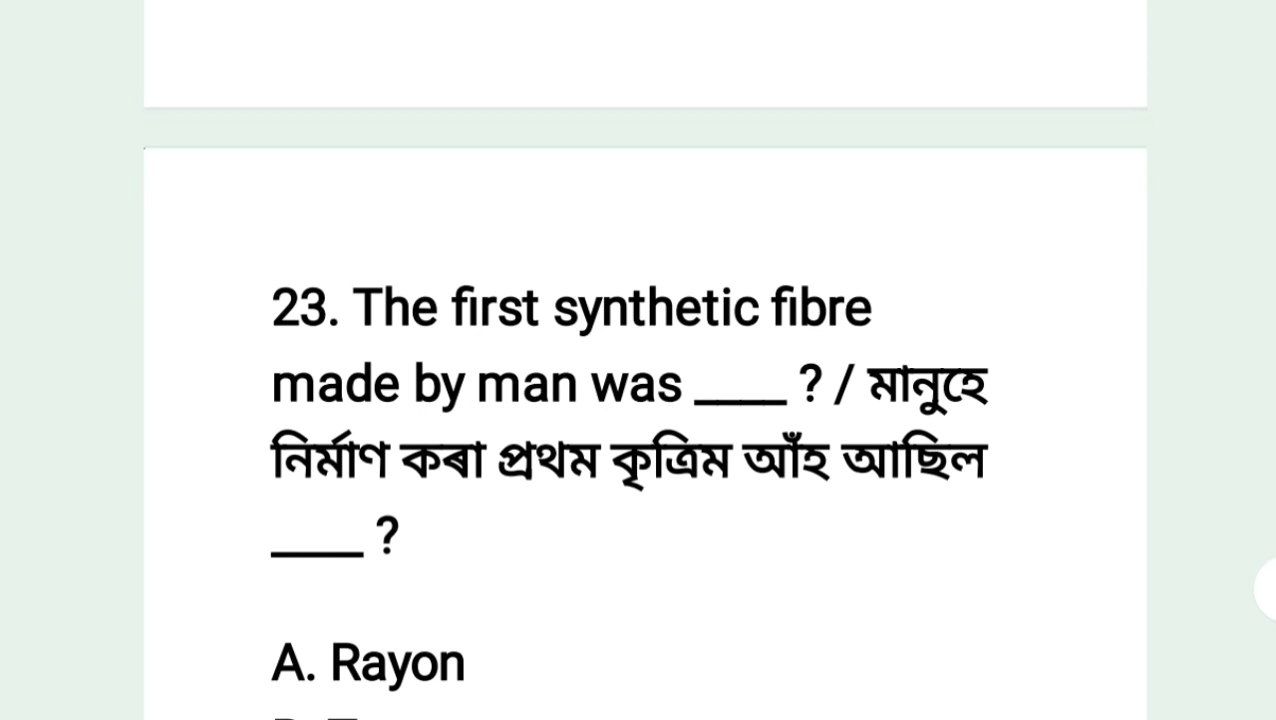 23. The first synthetic fibre
made by man was ____ ? / মানুহে
নিৰ্মাণ কৰা প্ৰথম কৃত্ৰিম আঁহ আছিল
____ ?
A. Rayon